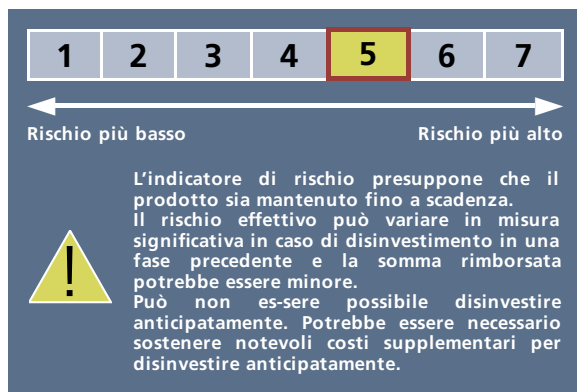 1 2 3 4 5 6 7
Rischio più basso Rischio più alto
L'indicatore di rischio presuppone che il
prodotto sia mantenuto fino a scadenza.
Il rischio effettivo può variare in misura
significativa in caso di disinvestimento in una
fase precedente e la somma rimborsata
potrebbe essere minore.
Può non es-sere possibile disinvestire
anticipatamente. Potrebbe essere necessario
sostenere notevoli costi supplementari per
disinvestire anticipatamente.
!